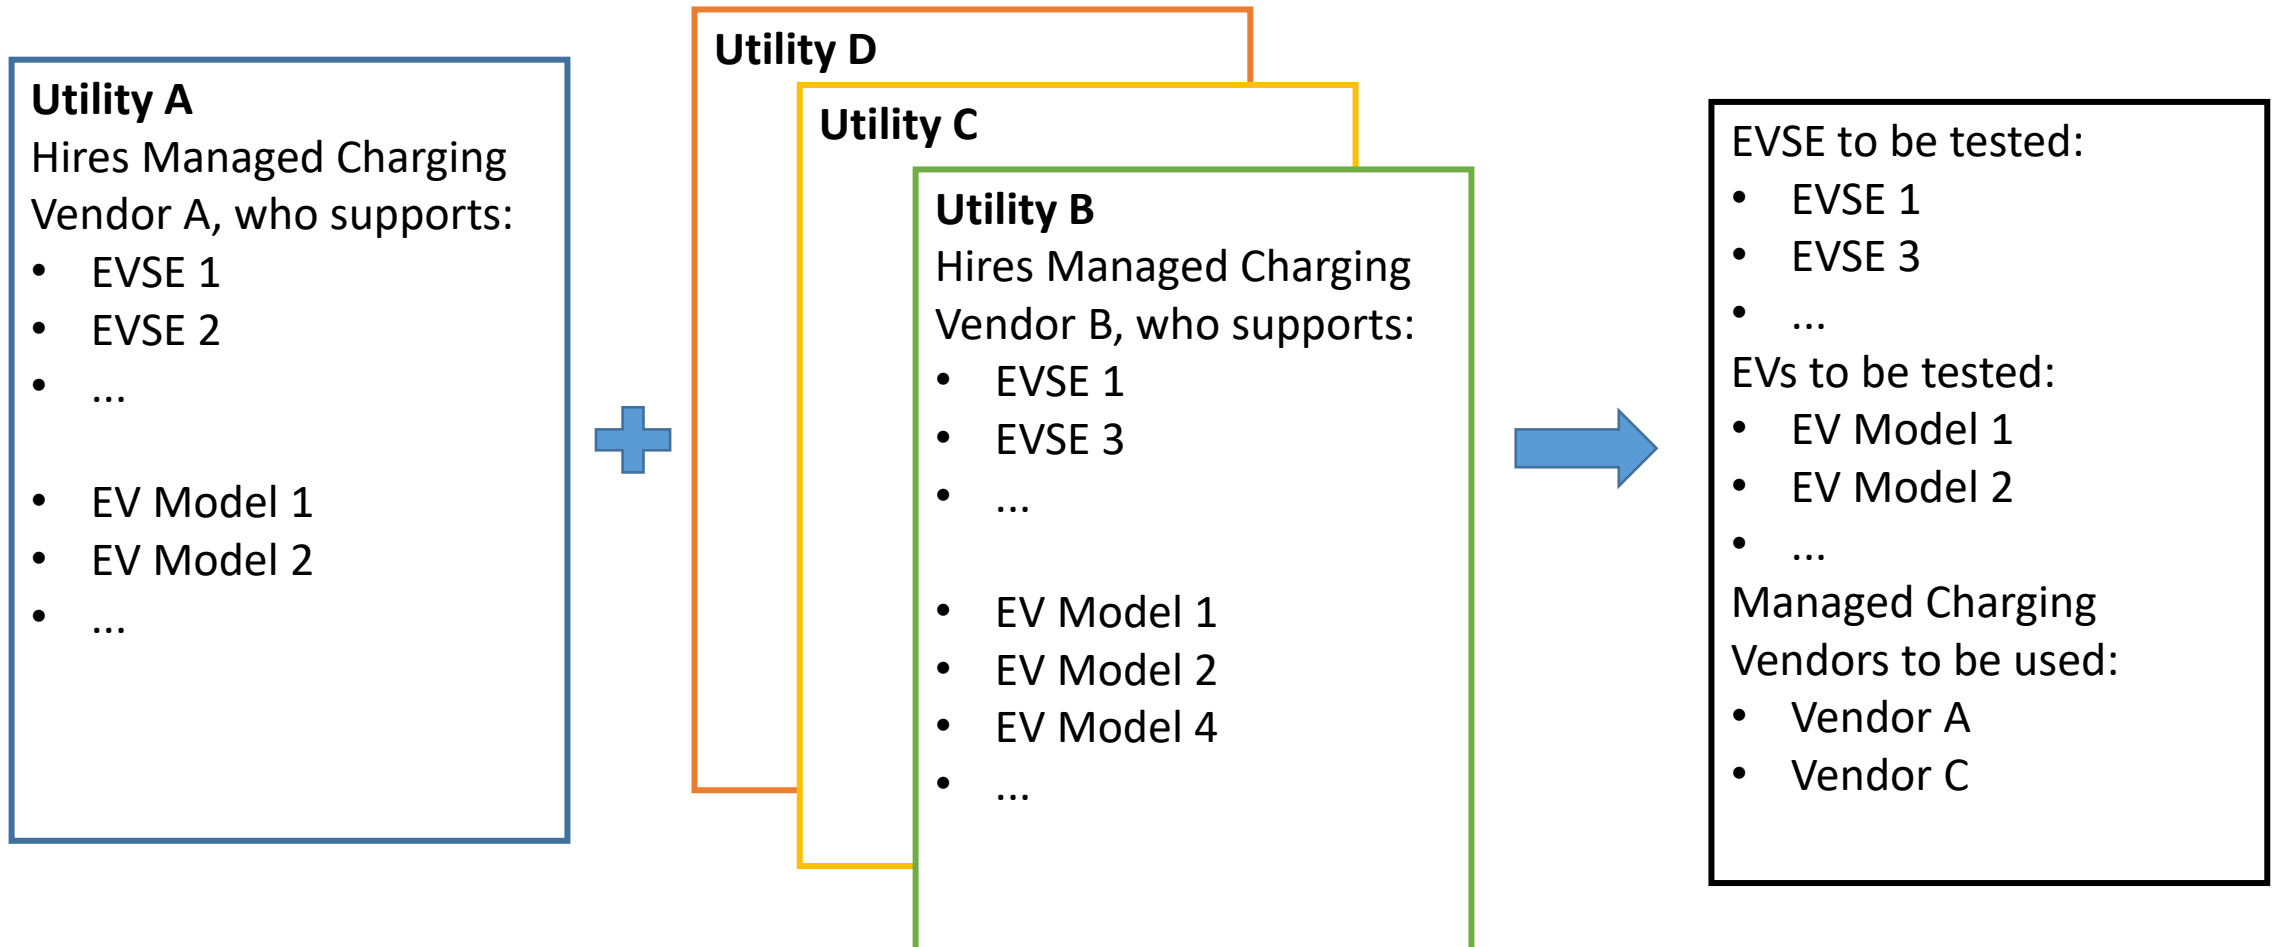 Utility A
Hires Managed Charging
Vendor A, who supports:
• EVSE 1
• EVSE 2
• ...
• EV Model 1
• EV Model 2
• ...
Utility D
Utility C
Utility B
Hires Managed Charging
Vendor B, who supports:
• EVSE 1
• EVSE 3
• ...
• EV Model 1
• EV Model 2
• EV Model 4
• ...
EVSE to be tested:
• EVSE 1
• EVSE 3
• ...
EVs to be tested:
• EV Model 1
• EV Model 2
• ...
Managed Charging
Vendors to be used:
• Vendor A
• Vendor C